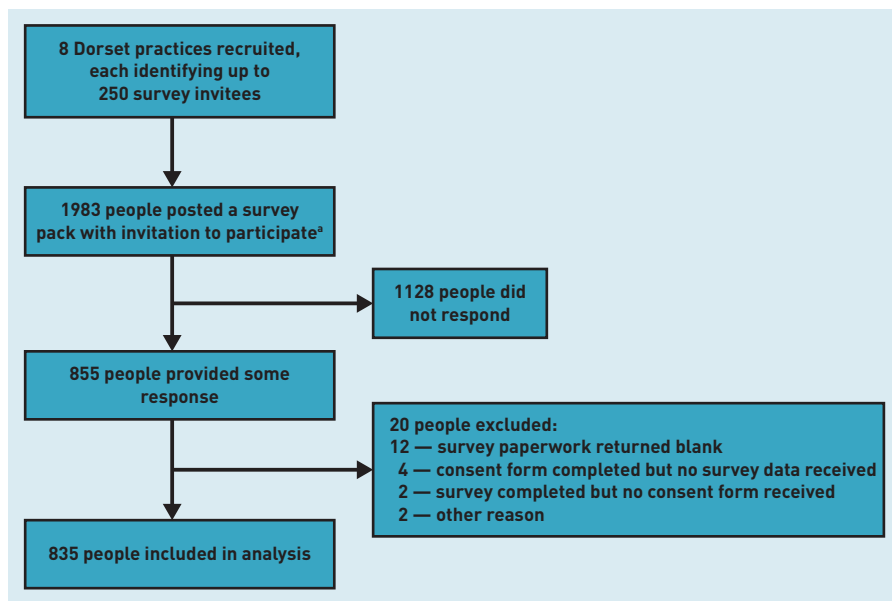 8 Dorset practices recruited,
each identifying up to
250 survey invitees
1983 people posted a survey
pack with invitation to participateᵃ
1128 people did
not respond
855 people provided some
response
20 people excluded:
12 — survey paperwork returned blank
4 — consent form completed but no survey data received
2 — survey completed but no consent form received
2 — other reason
835 people included in analysis